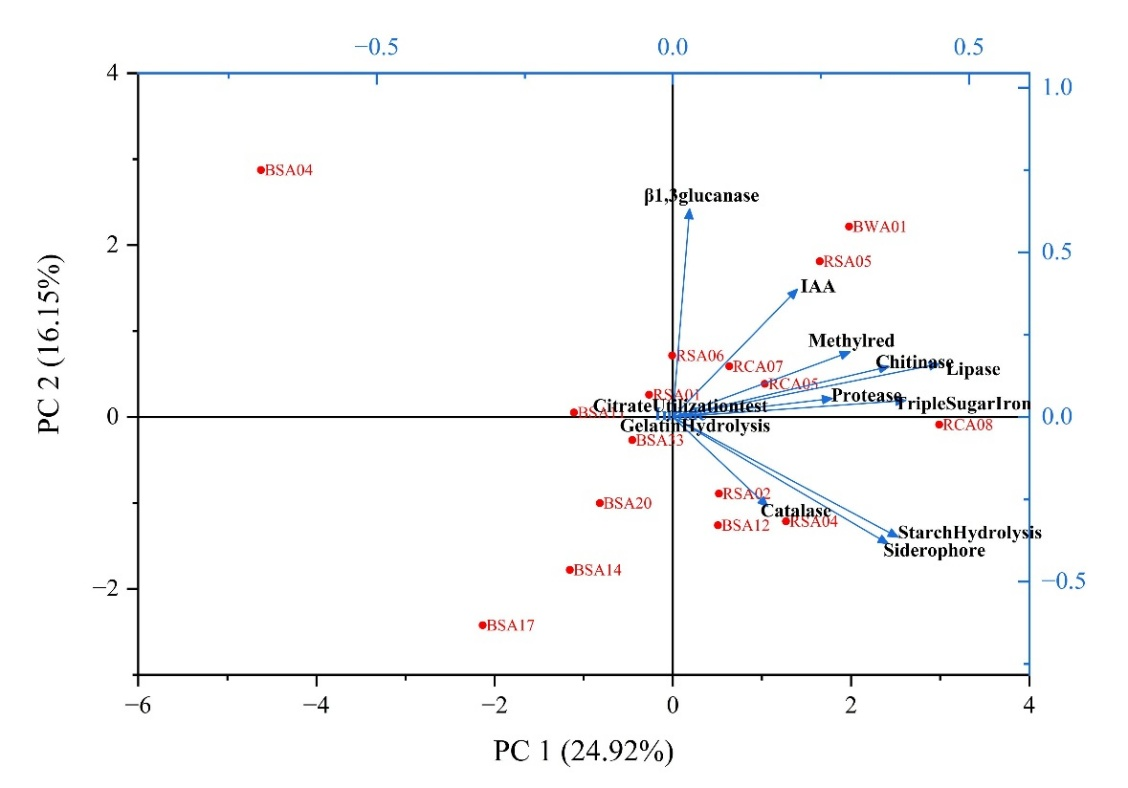 −0.5 0.0 0.5
4
1.0
BSA04
β1,3glucanase
BWA01
2
0.5
RSA05
IAA
Methylred
RSA06
Chitinase
RCA07
Lipase
RCA05
RSA01
Protease
CitrateUtilizationtest
TripleSugarIron
0
0.0
GelatinHydrolysis
RCA08
BSA33
RSA02
BSA20
Catalase
RSA04
BSA12
StarchHydrolysis
Siderophore
BSA14
−2
−0.5
BSA17
−6 −4 −2 0 2 4
PC 1 (24.92%)
PC 2 (16.15%)